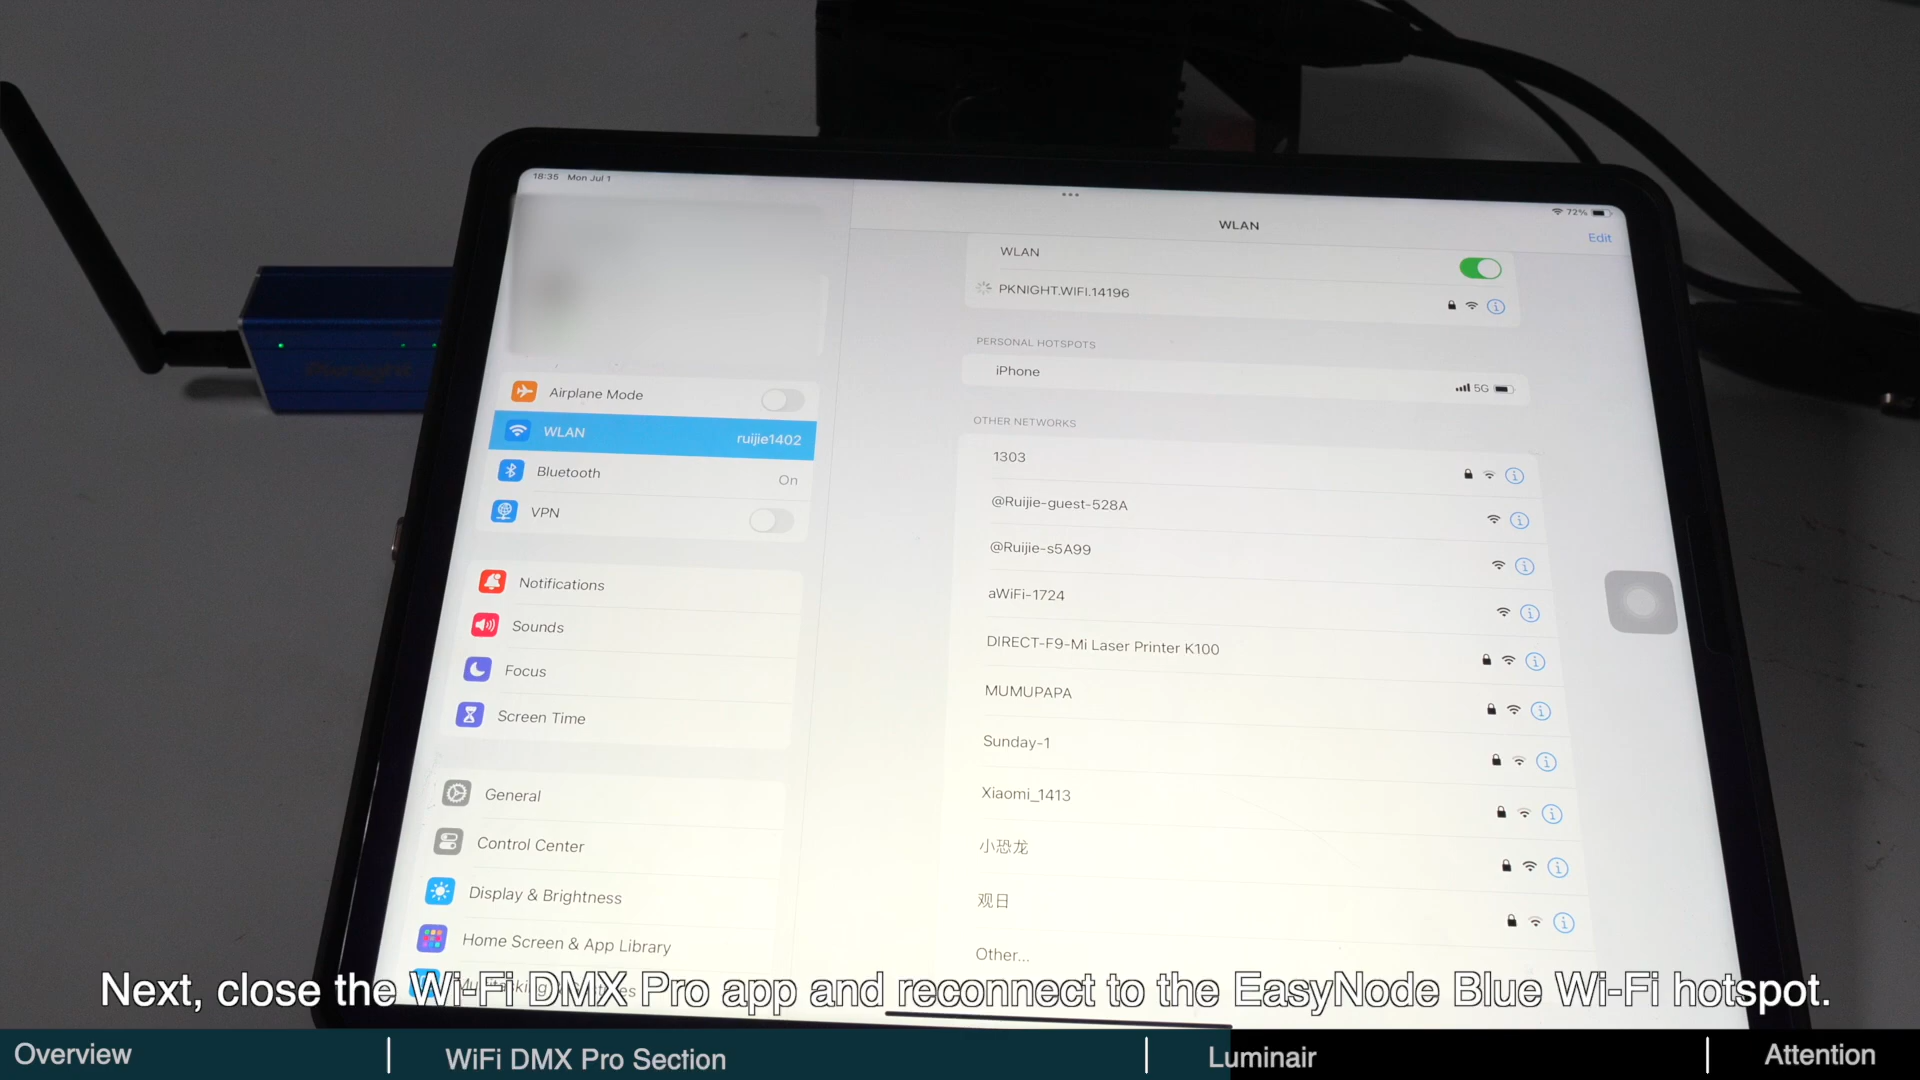 18:35 Mon Jul 1
72%
WLAN
Edit
WLAN
PKNIGHT.WIFI.14196
PERSONAL HOTSPOTS
iPhone
5G
OTHER NETWORKS
1303
@Ruijie-guest-528A
@Ruijie-s5A99
aWiFi-1724
DIRECT-F9-Mi Laser Printer K100
MUMUPAPA
Sunday-1
Xiaomi_1413
小恐龙
观日
Other...
Airplane Mode
WLAN ruijie1402
Bluetooth On
VPN
Notifications
Sounds
Focus
Screen Time
General
Control Center
Display & Brightness
Home Screen & App Library
Next, close the Wi-Fi DMX Pro app and reconnect to the EasyNode Blue Wi-Fi hotspot.
Overview
WiFi DMX Pro Section
Luminair
Attention